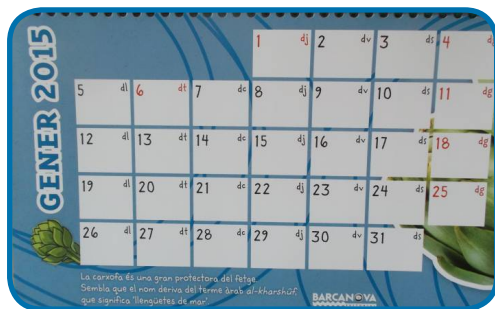 GENER 2015
1 dj 2 dv 3 ds 4 d
5 dl 6 dt 7 dc 8 dj 9 dv 10 ds 11 dg
12 dl 13 dt 14 dc 15 dj 16 dv 17 ds 18 dg
19 dl 20 dt 21 dc 22 dj 23 dv 24 ds 25 dg
26 dl 27 dt 28 dc 29 dj 30 dv 31 ds
La carxofa és una gran protectora del fetge.
Sembla que el nom deriva del terme àrab al-kharshûf,
que significa "llengüetes de mar".
BARCANOVA